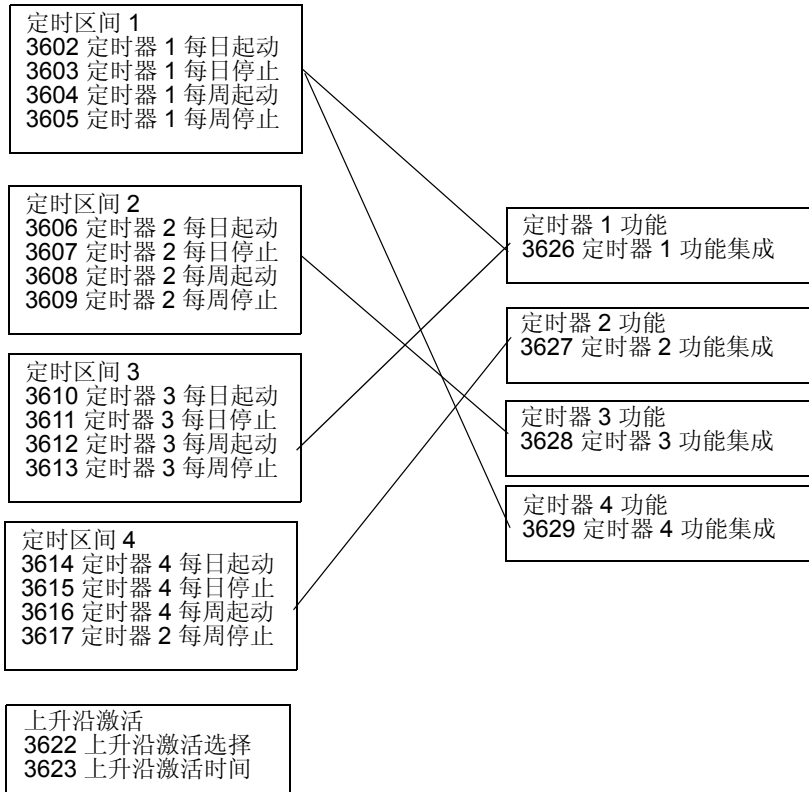 定时区间 1
3602 定时器 1 每日起动
3603 定时器 1 每日停止
3604 定时器 1 每周起动
3605 定时器 1 每周停止
定时区间 2
3606 定时器 2 每日起动
3607 定时器 2 每日停止
3608 定时器 2 每周起动
3609 定时器 2 每周停止
定时区间 3
3610 定时器 3 每日起动
3611 定时器 3 每日停止
3612 定时器 3 每周起动
3613 定时器 3 每周停止
定时区间 4
3614 定时器 4 每日起动
3615 定时器 4 每日停止
3616 定时器 4 每周起动
3617 定时器 2 每周停止
上升沿激活
3622 上升沿激活选择
3623 上升沿激活时间
定时器 1 功能
3626 定时器 1 功能集成
定时器 2 功能
3627 定时器 2 功能集成
定时器 3 功能
3628 定时器 3 功能集成
定时器 4 功能
3629 定时器 4 功能集成